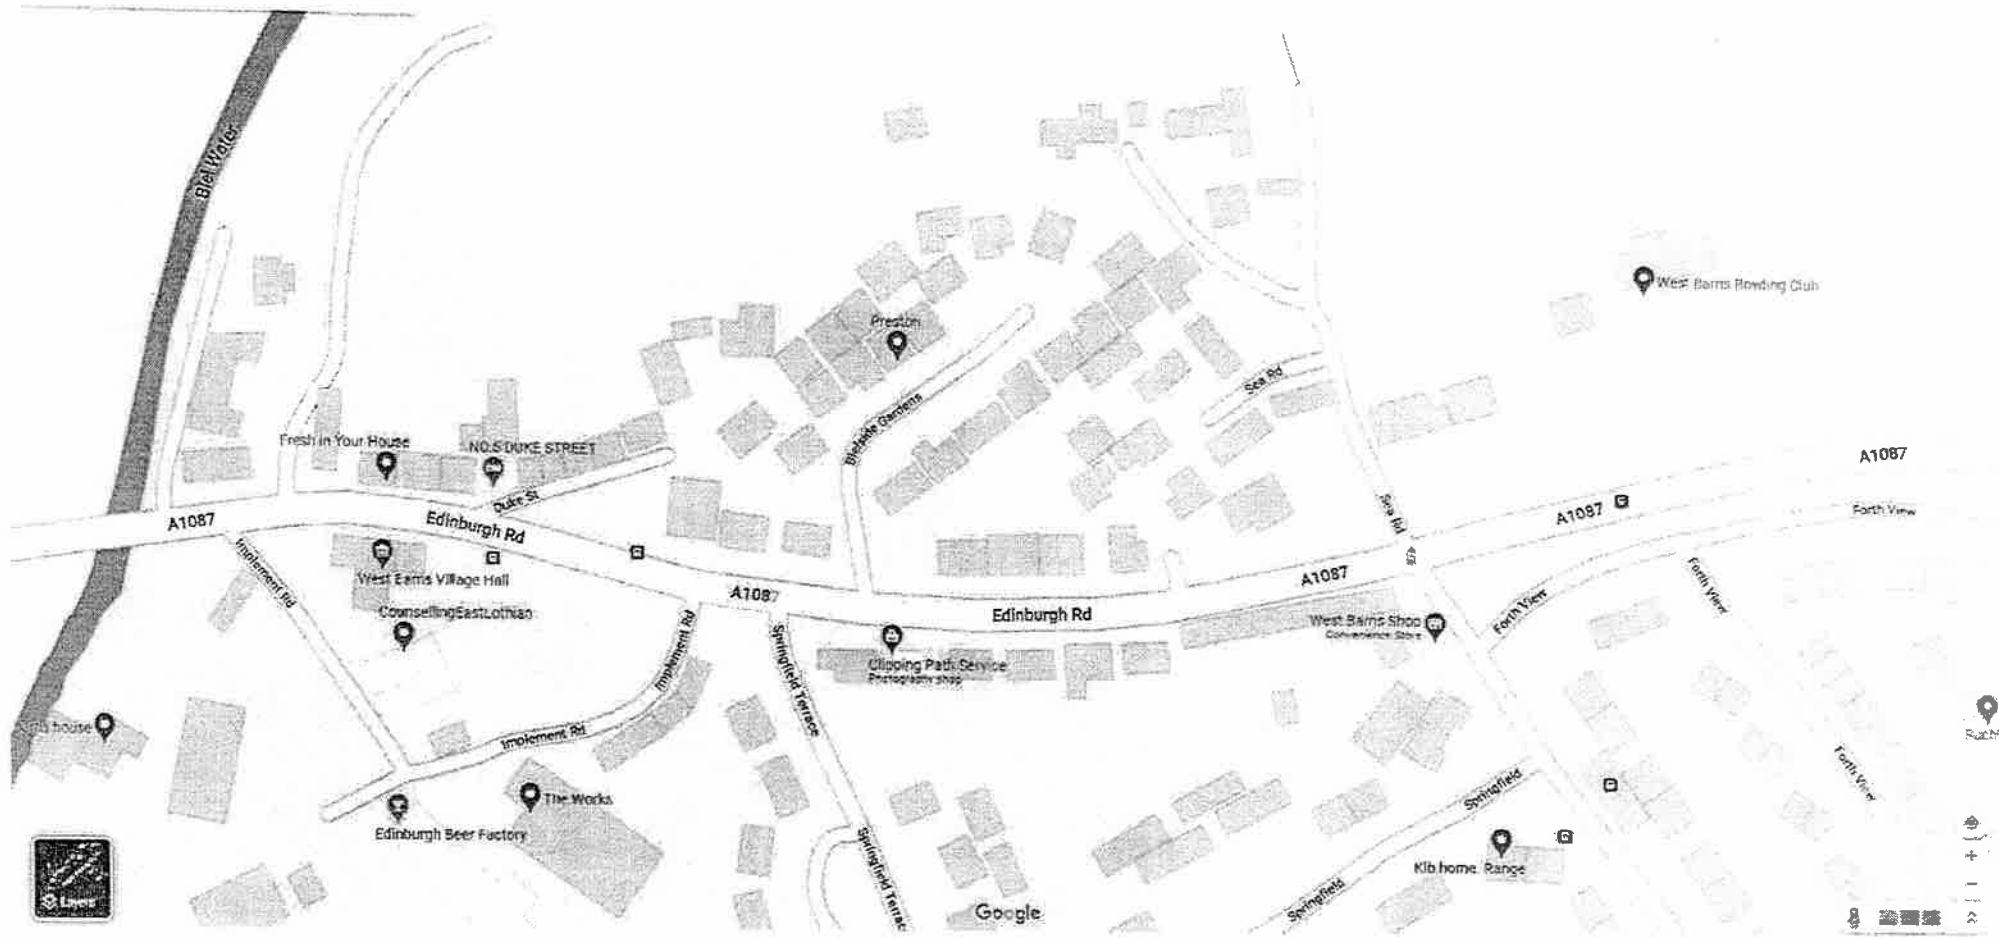 Biel Water
Preston
West Barns Bowling Club
Sea Rd
Bielside Gardens
Fresh in Your House
NO.5 DUKE STREET
Duke St
A1087
A1087
Edinburgh Rd
Sea Rd
A1087
Forth View
Implement Rd
West Barns Village Hall
CounsellingEastLothian
A1087
Edinburgh Rd
A1087
Forth View
Forth View
West Barns Shop
Convenience Store
Implement Rd
Springfield Terrace
Clipping Path Service
Photography shop
house
Implement Rd
The Works
Edinburgh Beer Factory
Springfield Terrac
Springfield
Forth View
Klb home. Range
Springfield
Layers
Google